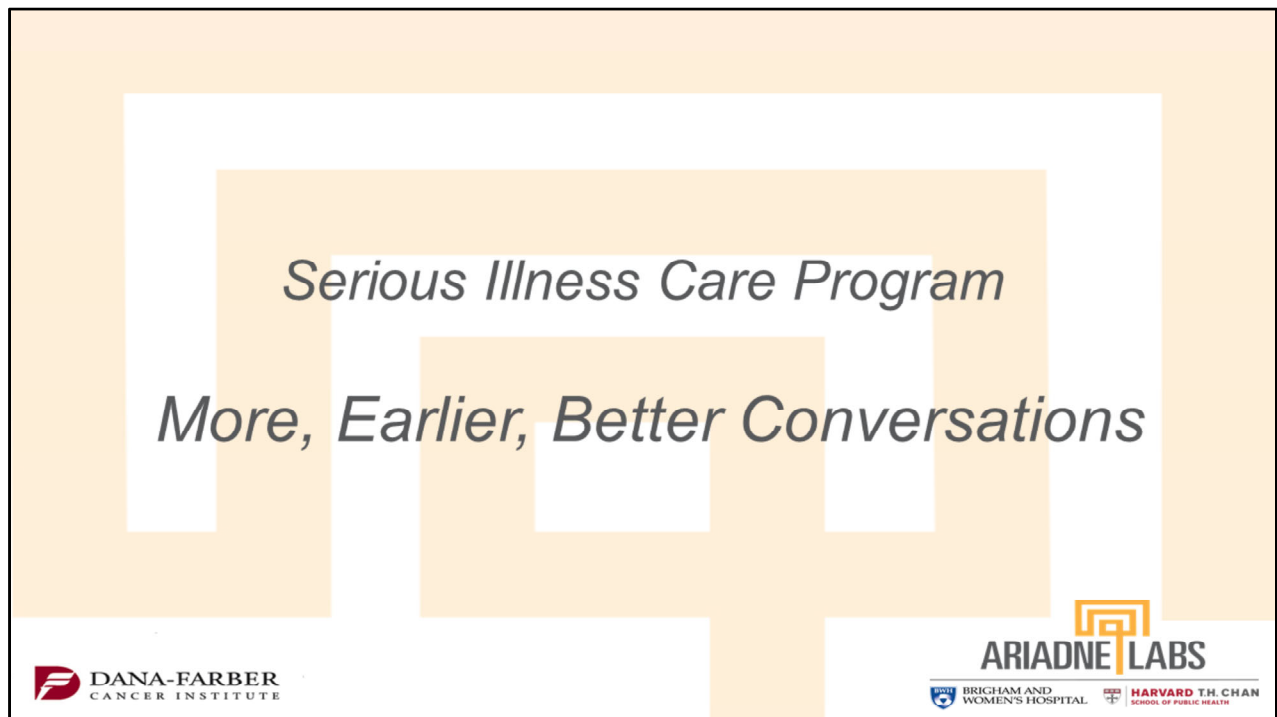 Serious Illness Care Program
More, Earlier, Better Conversations
DANA-FARBER
CANCER INSTITUTE
ARIADNE LABS
BWH
BRIGHAM AND
WOMEN'S HOSPITAL
HARVARD T.H. CHAN
SCHOOL OF PUBLIC HEALTH